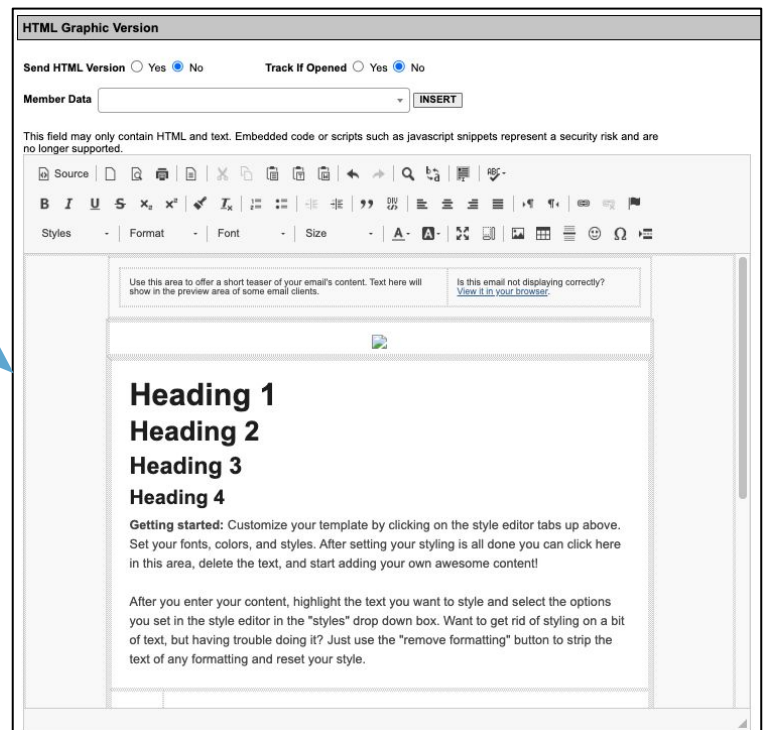 HTML Graphic Version
Send HTML Version Yes No Track If Opened Yes No
Member Data INSERT
This field may only contain HTML and text. Embedded code or scripts such as javascript snippets represent a security risk and are
no longer supported.
Source
B I U S x₂ x² Iₓ
Styles Format Font Size A A Ω
Use this area to offer a short teaser of your email's content. Text here will
show in the preview area of some email clients.
Is this email not displaying correctly?
View it in your browser.
Heading 1
Heading 2
Heading 3
Heading 4
Getting started: Customize your template by clicking on the style editor tabs up above.
Set your fonts, colors, and styles. After setting your styling is all done you can click here
in this area, delete the text, and start adding your own awesome content!
After you enter your content, highlight the text you want to style and select the options
you set in the style editor in the "styles" drop down box. Want to get rid of styling on a bit
of text, but having trouble doing it? Just use the "remove formatting" button to strip the
text of any formatting and reset your style.